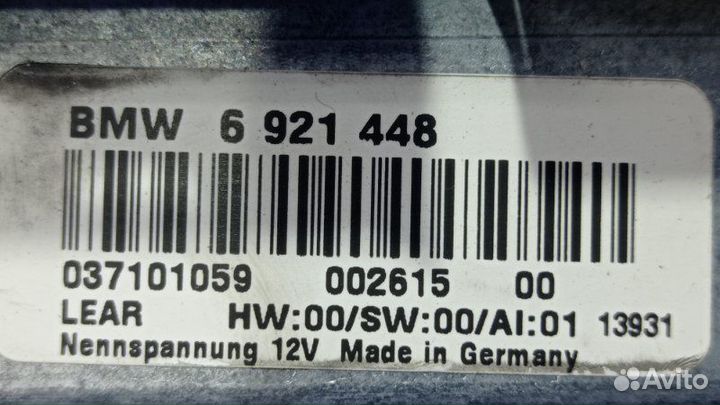 BMW 6 921 448
037101059 002615 00
LEAR HW:00/SW:00/AI:01 13931
Nennspannung 12V Made in Germany
Avito